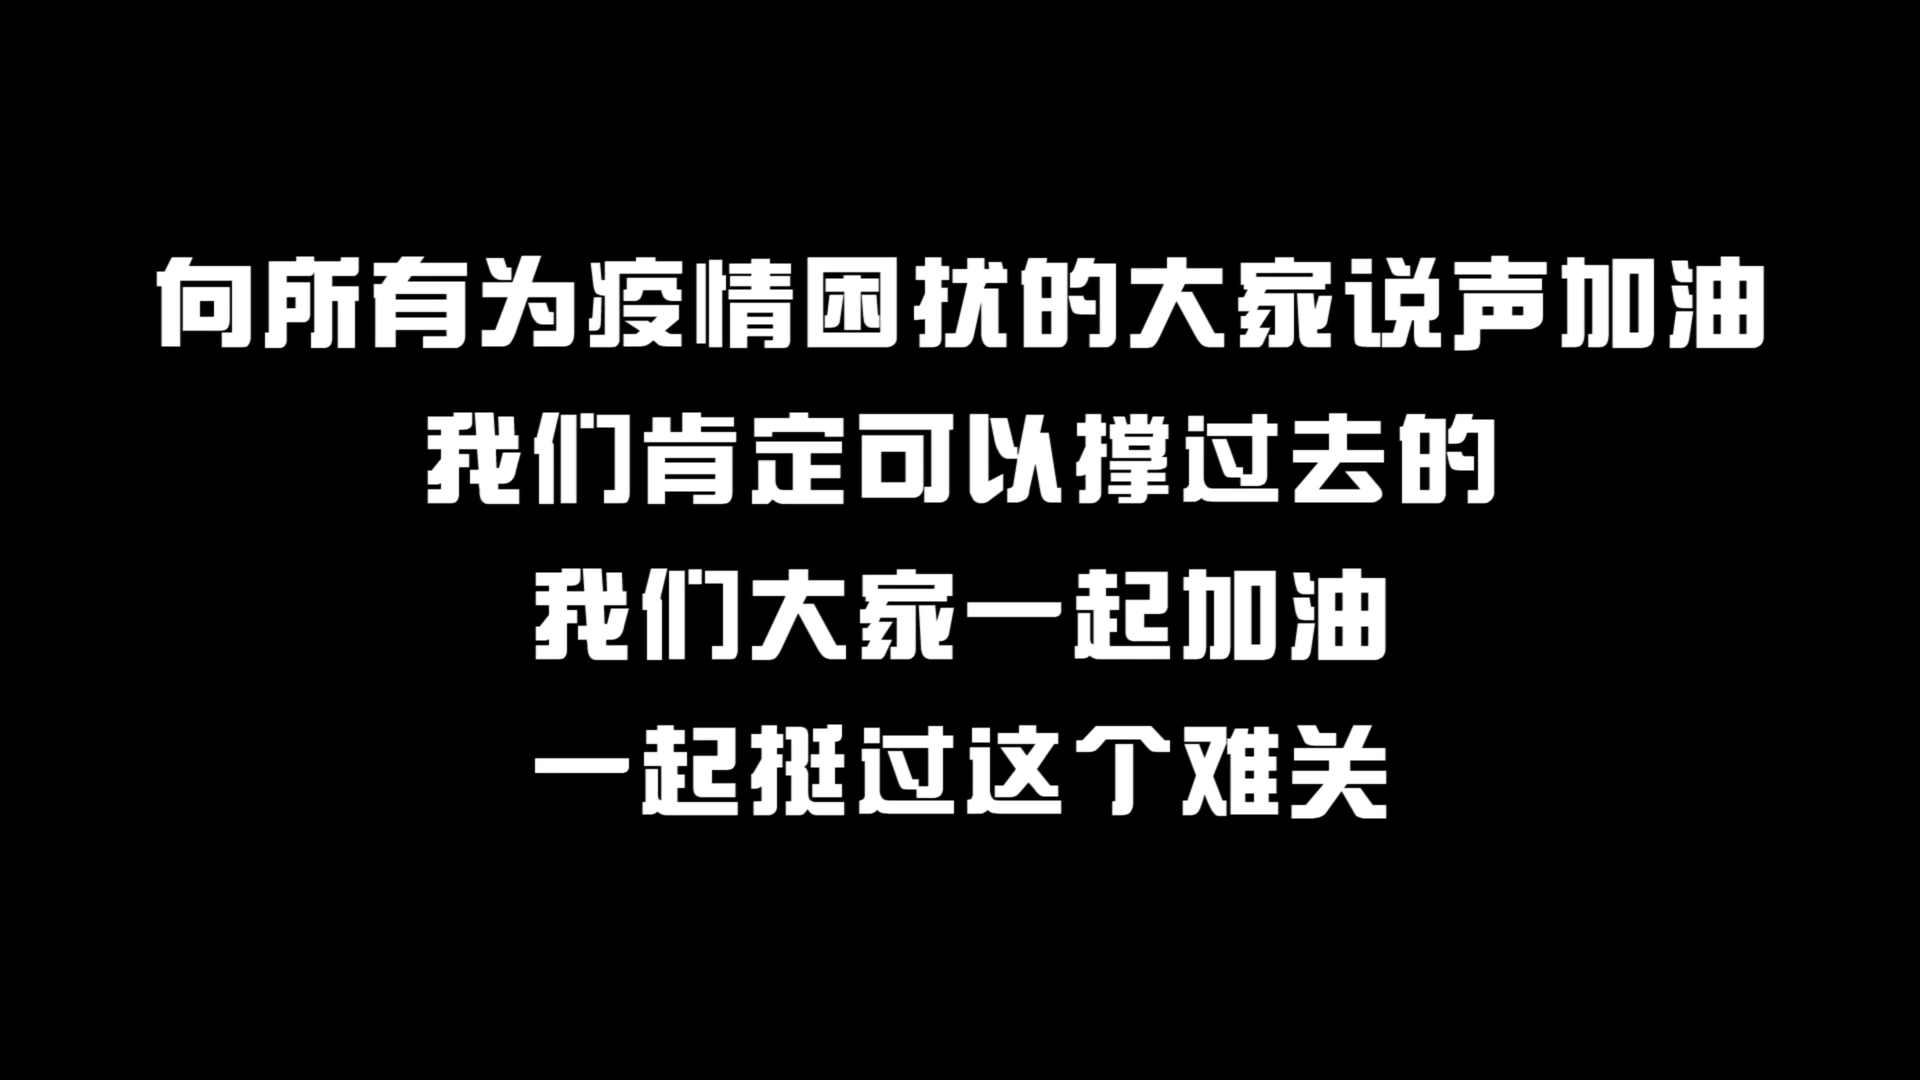 向所有为疫情困扰的大家说声加油
我们肯定可以撑过去的
我们大家一起加油
一起挺过这个难关